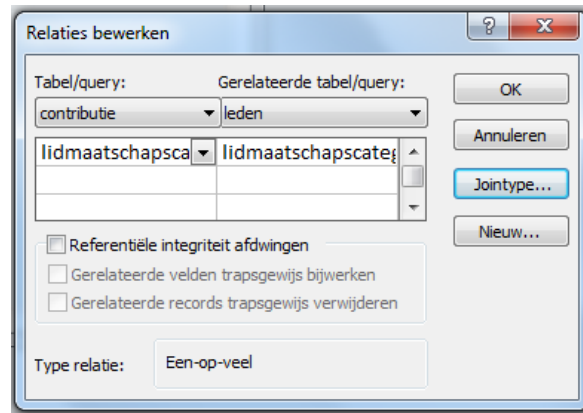 Relaties bewerken
Tabel/query: Gerelateerde tabel/query:
contributie leden
lidmaatschapsca lidmaatschapscateg
Referentiële integriteit afdwingen
Gerelateerde velden trapsgewijs bijwerken
Gerelateerde records trapsgewijs verwijderen
Type relatie: Een-op-veel
OK
Annuleren
Jointype...
Nieuw...